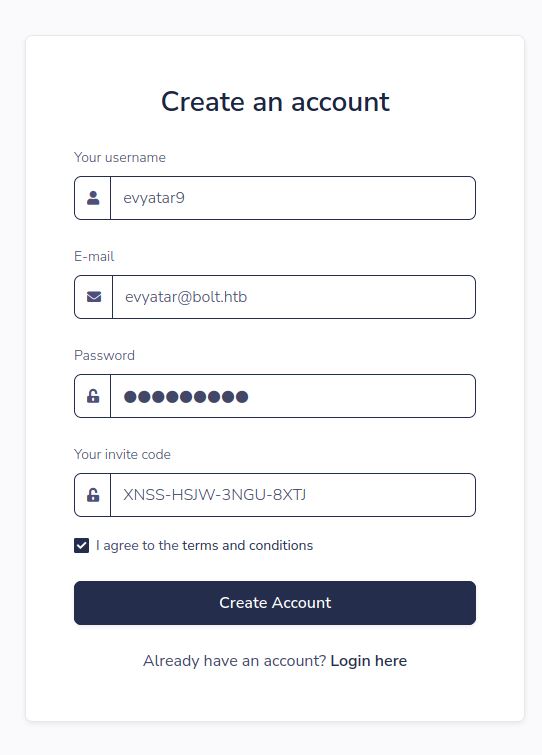 Create an account
Your username
evyatar9
E-mail
evyatar@bolt.htb
Password
●●●●●●●●●
Your invite code
XNSS-HSJW-3NGU-8XTJ
I agree to the terms and conditions
Create Account
Already have an account? Login here